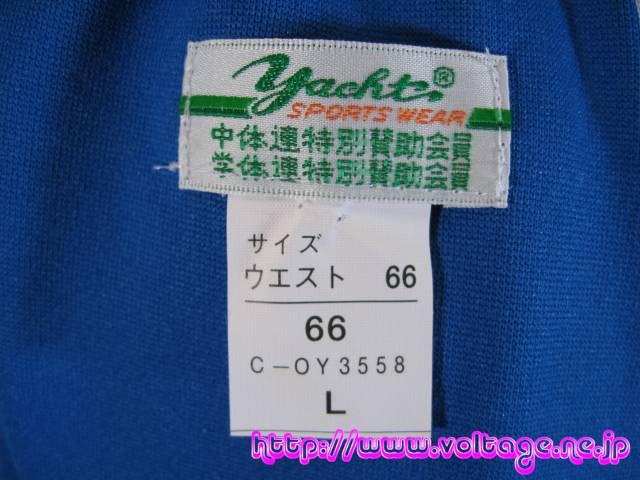 yacht's®
SPORTS WEAR
中体連特別賛助会員
学体連特別賛助会員
サイズ
ウエスト 66
66
C-OY3558
L
http://www.voltage.ne.jp